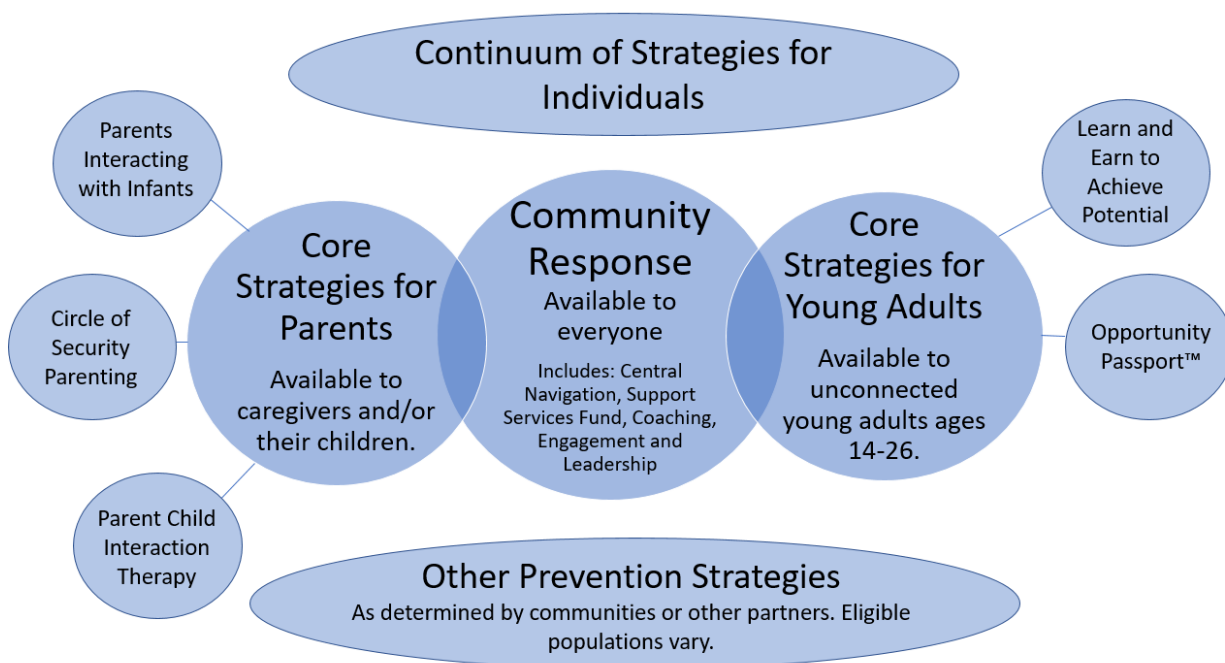 Continuum of Strategies for
Individuals
Parents
Interacting
with Infants
Circle of
Security
Parenting
Parent Child
Interaction
Therapy
Core
Strategies for
Parents
Available to
caregivers and/or
their children.
Community
Response
Available to
everyone
Includes: Central
Navigation, Support
Services Fund, Coaching,
Engagement and
Leadership
Core
Strategies for
Young Adults
Available to
unconnected
young adults ages
14-26.
Learn and
Earn to
Achieve
Potential
Opportunity
Passport™
Other Prevention Strategies
As determined by communities or other partners. Eligible
populations vary.